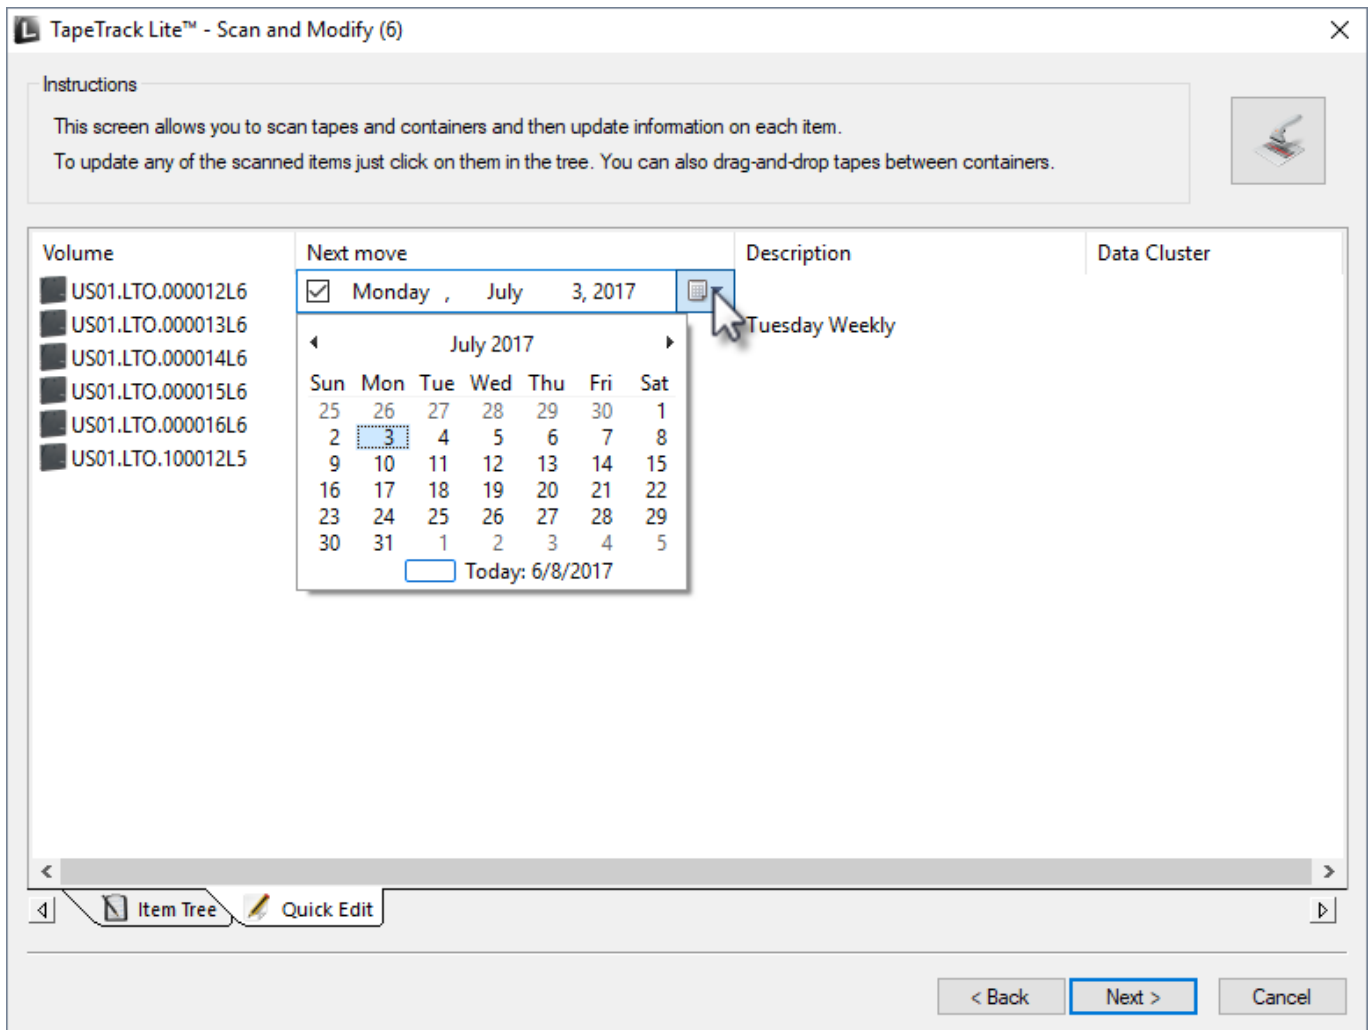 TapeTrack Lite™ - Scan and Modify (6)
Instructions
This screen allows you to scan tapes and containers and then update information on each item.
To update any of the scanned items just click on them in the tree. You can also drag-and-drop tapes between containers.
Volume Next move Description Data Cluster
US01.LTO.000012L6 Monday , July 3, 2017
US01.LTO.000013L6 Tuesday Weekly
US01.LTO.000014L6
US01.LTO.000015L6
US01.LTO.000016L6
US01.LTO.100012L5
July 2017
Sun Mon Tue Wed Thu Fri Sat
25 26 27 28 29 30 1
2 3 4 5 6 7 8
9 10 11 12 13 14 15
16 17 18 19 20 21 22
23 24 25 26 27 28 29
30 31 1 2 3 4 5
Today: 6/8/2017
Item Tree Quick Edit
< Back Next > Cancel